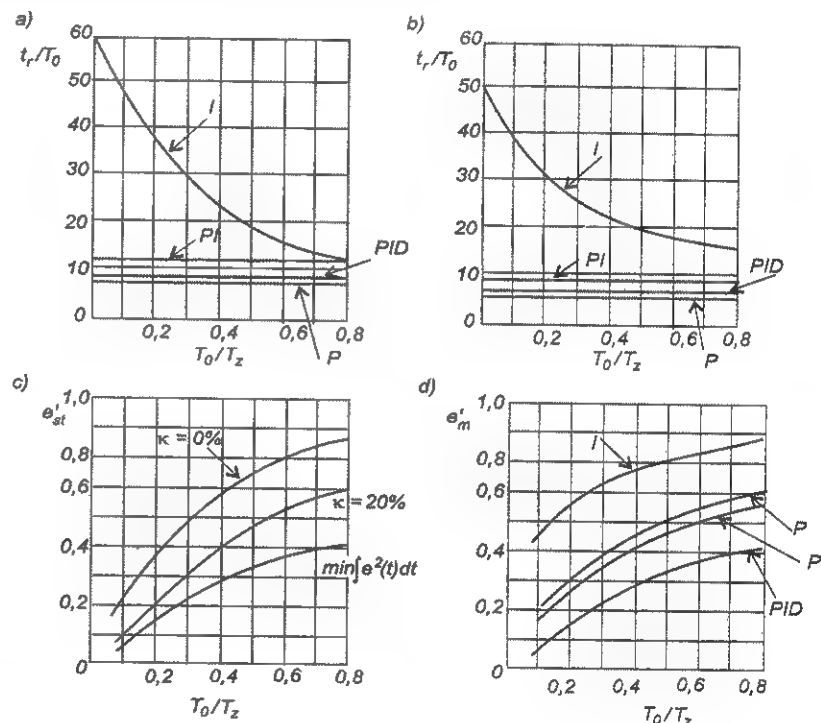 a)
t_r/T_0
60
50
40
30
20
10
0
I
PI
PID
P
0,2
0,4
0,6
0,8
T_0/T_z
b)
t_r/T_0
60
50
40
30
20
10
0
I
PI
PID
P
0,2
0,4
0,6
0,8
T_0/T_z
c)
e'_st
1,0
0,8
0,6
0,4
0,2
0
κ = 0%
κ = 20%
min∫e²(t)dt
0,2
0,4
0,6
0,8
T_0/T_z
d)
e'_m
1,0
0,8
0,6
0,4
0,2
0
I
P
P
PID
0,2
0,4
0,6
0,8
T_0/T_z